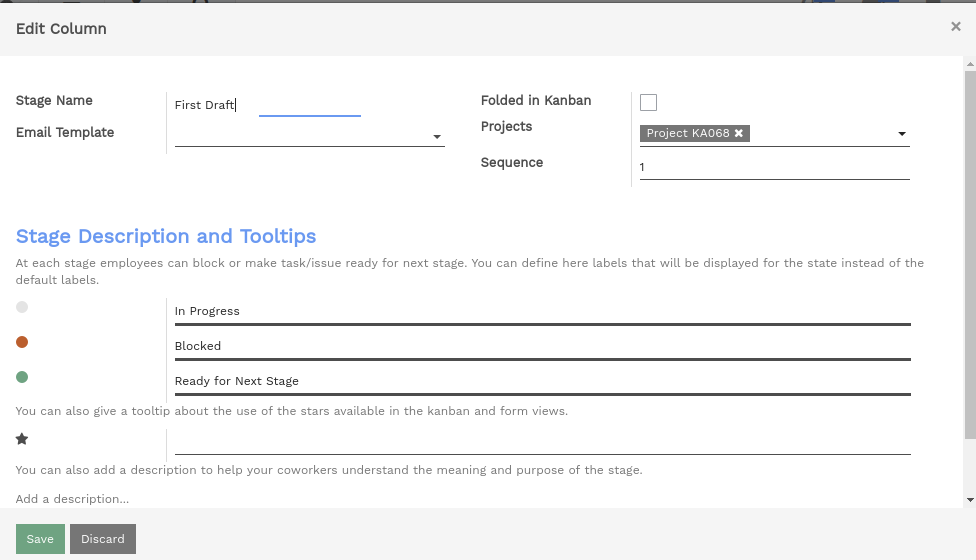 Edit Column
×
Stage Name
First Draft
Email Template
Folded in Kanban
Projects
Project KA068 ✖
Sequence
1
Stage Description and Tooltips
At each stage employees can block or make task/issue ready for next stage. You can define here labels that will be displayed for the state instead of the
default labels.
In Progress
Blocked
Ready for Next Stage
You can also give a tooltip about the use of the stars available in the kanban and form views.
You can also add a description to help your coworkers understand the meaning and purpose of the stage.
Add a description...
Save
Discard